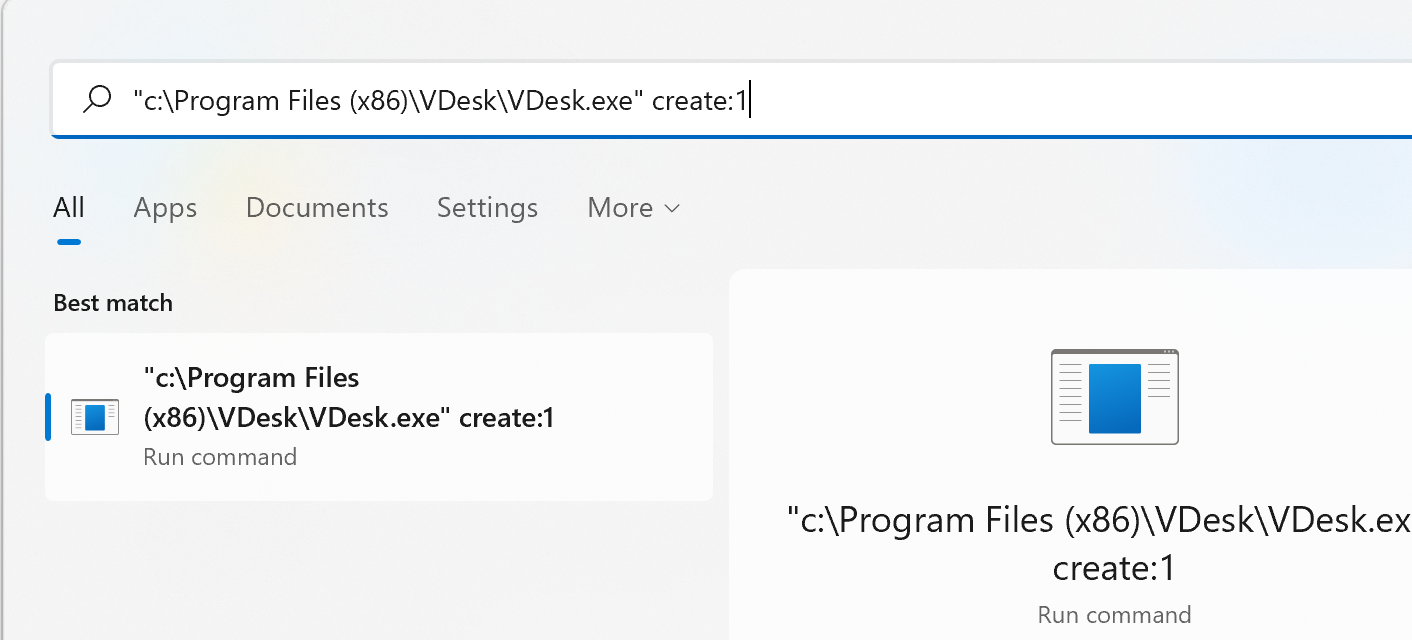 "c:\Program Files (x86)\VDesk\VDesk.exe" create:1
All Apps Documents Settings More
Best match
"c:\Program Files
(x86)\VDesk\VDesk.exe" create:1
Run command
"c:\Program Files (x86)\VDesk\VDesk.ex
create:1
Run command